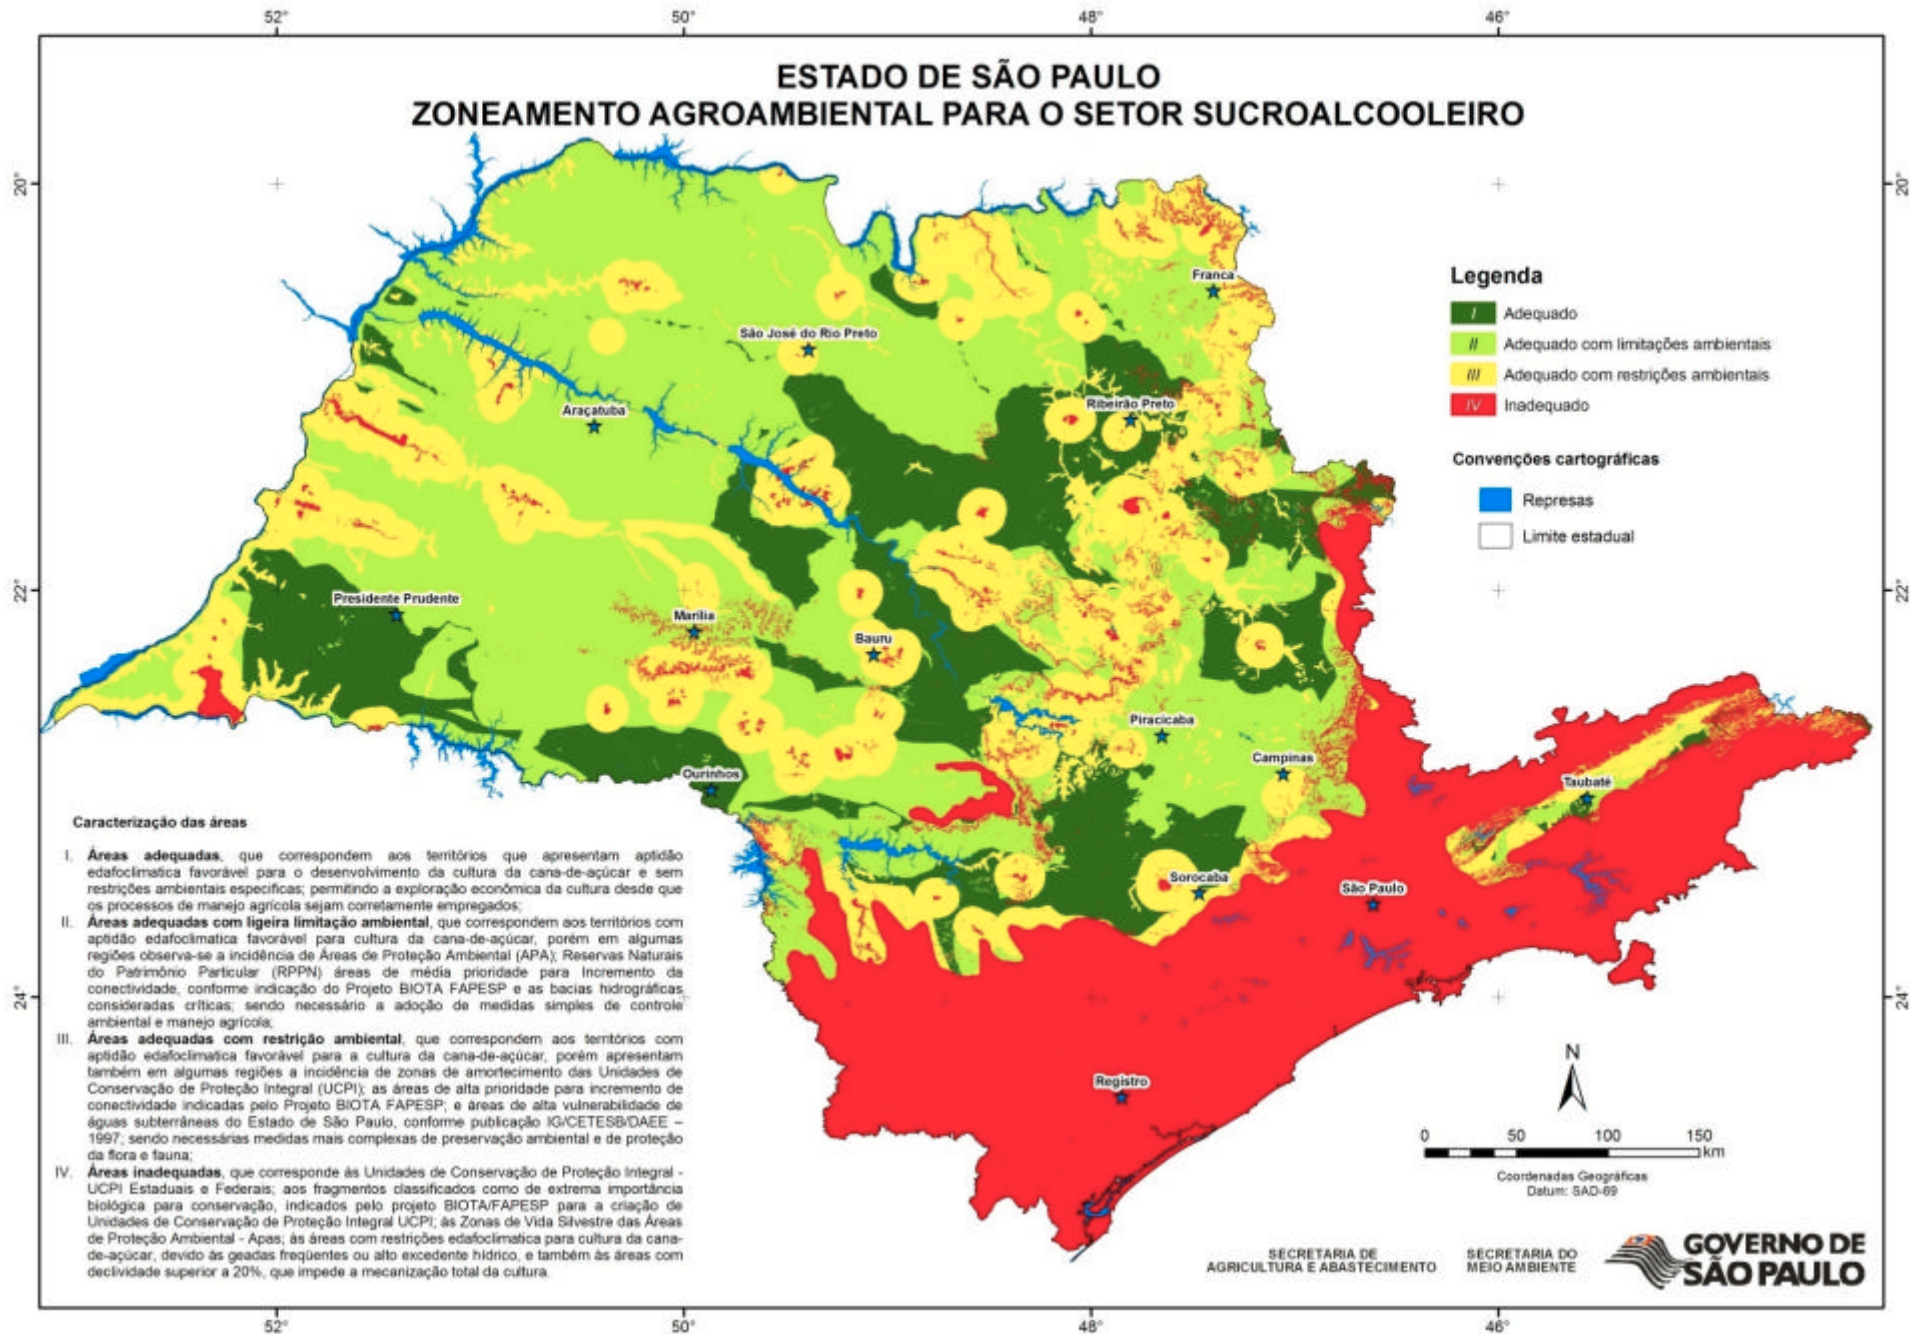 52°
50°
48°
46°
ESTADO DE SÃO PAULO
ZONEAMENTO AGROAMBIENTAL PARA O SETOR SUCROALCOOLEIRO
20°
20°
Franca
Legenda
I Adequado
II Adequado com limitações ambientais
III Adequado com restrições ambientais
IV Inadequado
São José do Rio Preto
Araçatuba
Ribeirão Preto
Convenções cartográficas
Represas
Limite estadual
22°
22°
Presidente Prudente
Marília
Bauru
Piracicaba
Campinas
Ourinhos
Taubaté
Sorocaba
São Paulo
Registro
24°
24°
Caracterização das áreas
I. Áreas adequadas, que correspondem aos territórios que apresentam aptidão
edafoclimatica favorável para o desenvolvimento da cultura da cana-de-açúcar e sem
restrições ambientais especificas; permitindo a exploração econômica da cultura desde que
os processos de manejo agrícola sejam corretamente empregados;
II. Áreas adequadas com ligeira limitação ambiental, que correspondem aos territórios com
aptidão edafoclimatica favorável para cultura da cana-de-açúcar, porém em algumas
regiões observa-se a incidência de Áreas de Proteção Ambiental (APA); Reservas Naturais
do Patrimônio Particular (RPPN) áreas de média prioridade para Incremento da
conectividade, conforme indicação do Projeto BIOTA FAPESP e as bacias hidrográficas
consideradas críticas; sendo necessário a adoção de medidas simples de controle
ambiental e manejo agrícola;
III. Áreas adequadas com restrição ambiental, que correspondem aos territórios com
aptidão edafoclimatica favorável para a cultura da cana-de-açúcar, porém apresentam
também em algumas regiões a incidência de zonas de amortecimento das Unidades de
Conservação de Proteção Integral (UCPI); as áreas de alta prioridade para incremento de
conectividade indicadas pelo Projeto BIOTA FAPESP; e áreas de alta vulnerabilidade de
águas subterrâneas do Estado de São Paulo, conforme publicação IG/CETESB/DAEE –
1997; sendo necessárias medidas mais complexas de preservação ambiental e de proteção
da flora e fauna;
IV. Áreas inadequadas, que corresponde às Unidades de Conservação de Proteção Integral -
UCPI Estaduais e Federais; aos fragmentos classificados como de extrema importância
biológica para conservação, indicados pelo projeto BIOTA/FAPESP para a criação de
Unidades de Conservação de Proteção Integral UCPI; às Zonas de Vida Silvestre das Áreas
de Proteção Ambiental - Apas; às áreas com restrições edafoclimatica para cultura da cana-
de-açúcar, devido às geadas freqüentes ou alto excedente hídrico, e também às áreas com
declividade superior a 20%, que impede a mecanização total da cultura.
N
0 50 100 150
km
Coordenadas Geográficas
Datum: SAD-69
SECRETARIA DE
AGRICULTURA E ABASTECIMENTO
SECRETARIA DO
MEIO AMBIENTE
GOVERNO DE
SÃO PAULO
52°
50°
48°
46°